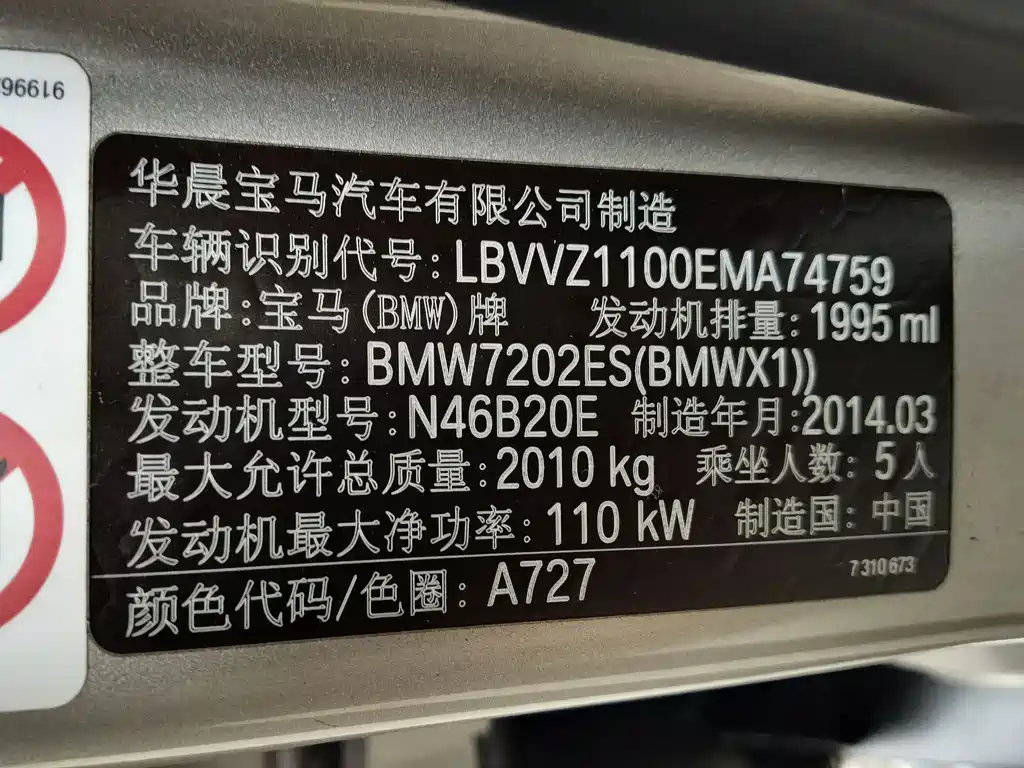 91996
华晨宝马汽车有限公司制造
车辆识别代号:LBVVZ1100EMA74759
品牌:宝马(BMW)牌 发动机排量:1995 ml
整车型号:BMW7202ES(BMWX1))
发动机型号:N46B20E 制造年月:2014.03
最大允许总质量:2010 kg 乘坐人数:5人
发动机最大净功率:110 kW 制造国:中国
颜色代码/色圈:A727
7 310 673